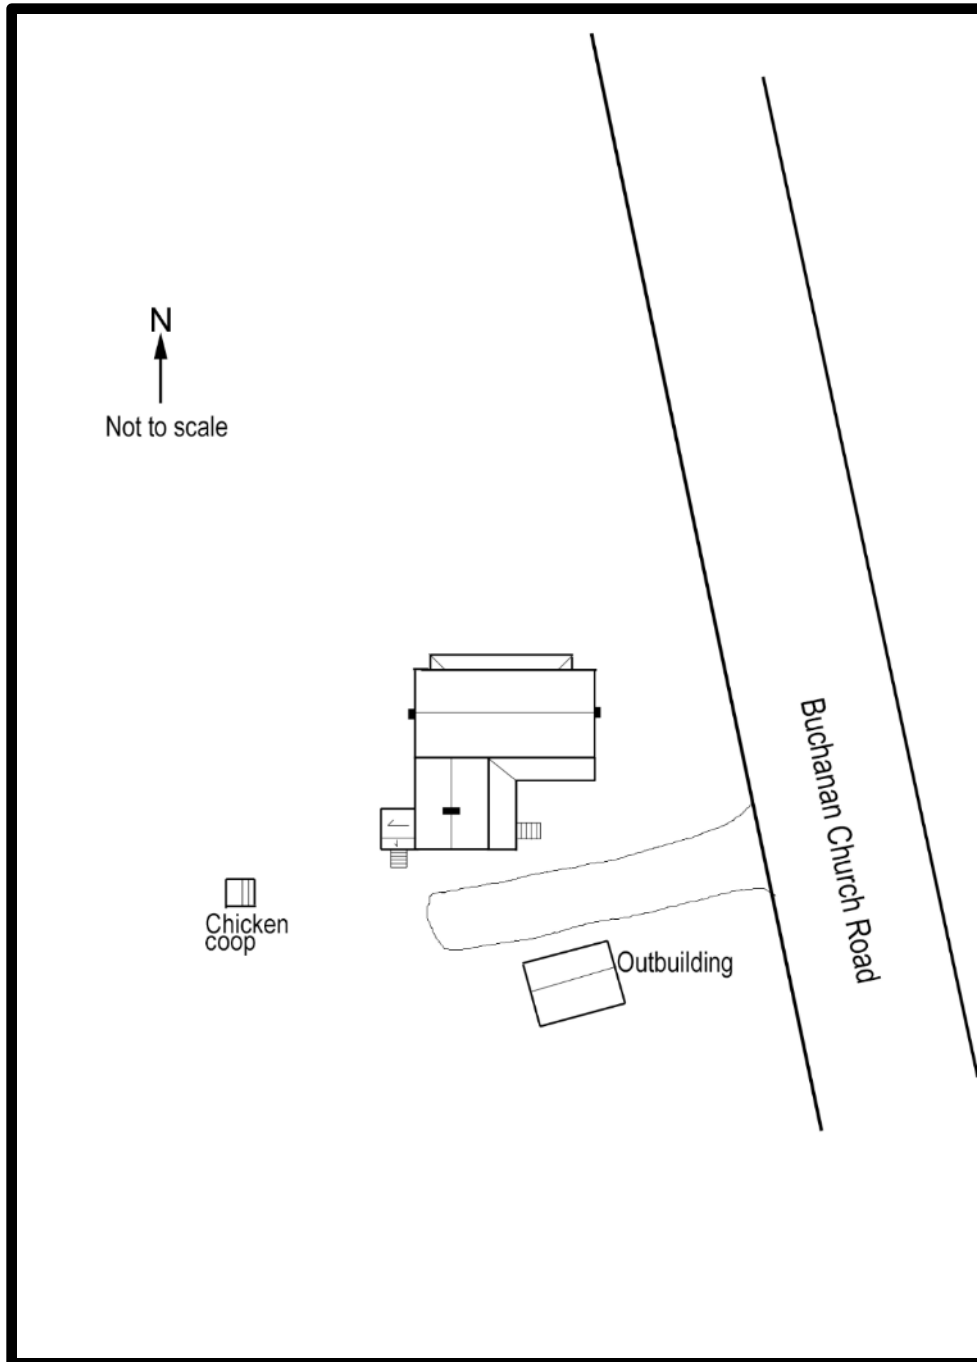 N
Not to scale
Buchanan Church Road
Chicken
coop
Outbuilding